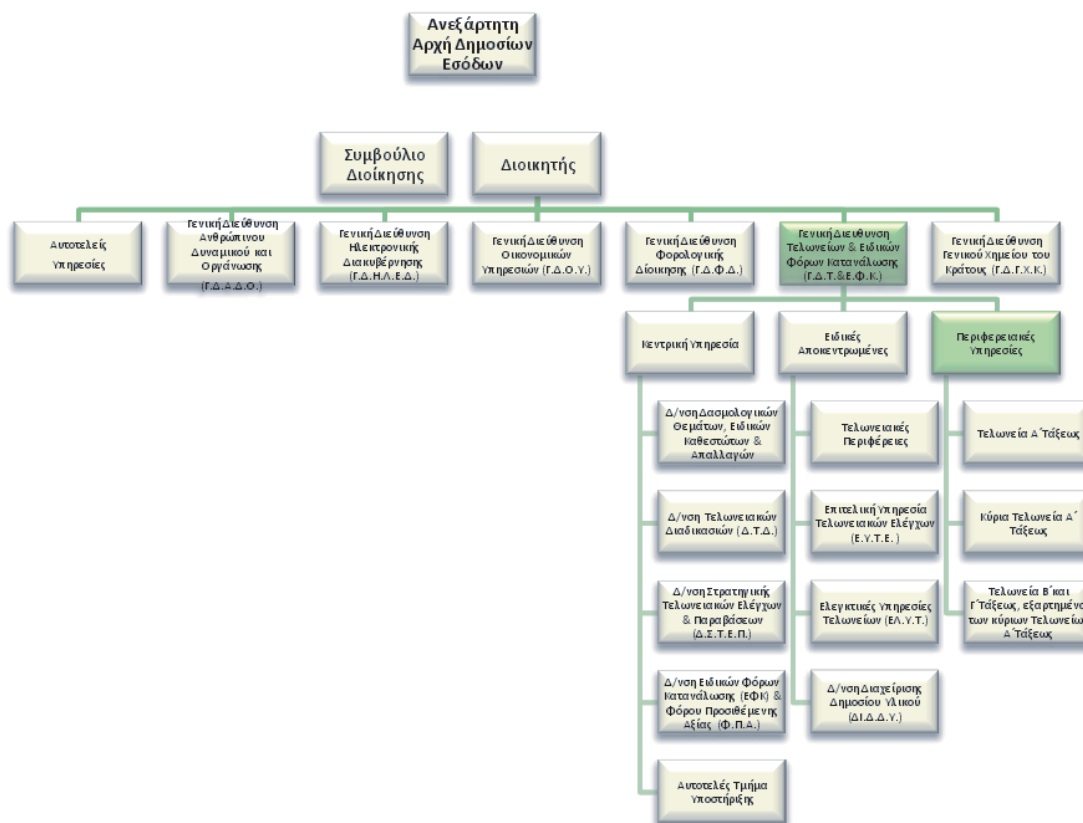 Ανεξάρτητη
Αρχή Δημοσίων
Εσόδων
Συμβούλιο
Διοίκησης
Διοικητής
Αυτοτελείς
Υπηρεσίες
Γενική Διεύθυνση
Ανθρώπινου
Δυναμικού και
Οργάνωσης
(Γ.Δ.Α.Δ.Ο.)
Γενική Διεύθυνση
Ηλεκτρονικής
Διακυβέρνησης
(Γ.Δ.Η.Λ.Ε.Δ.)
Γενική Διεύθυνση
Οικονομικών
Υπηρεσιών (Γ.Δ.Ο.Υ.)
Γενική Διεύθυνση
Φορολογικής
Δίοικησης (Γ.Δ.Φ.Δ.)
Γενική Διευθυνση
Τελωνείων & Ειδικών
Φόρων Κατανάλωσης
(Γ.Δ.Τ.&Ε.Φ.Κ.)
Γενική Διεύθυνση
Γενικού Χημείου του
Κράτους (Γ.Δ.Γ.Χ.Κ.)
Κεντρική Υπηρεσία
Ειδικές
Αποκεντρωμένες
Περιφερειακές
Υπηρεσίες
Δ/νση Δασμολογικών
Θεμάτων, Ειδικών
Καθεστώτων &
Απαλλαγών
Δ/νση Τελωνειακών
Διαδικασιών (Δ.Τ.Δ.)
Δ/νση Στρατηγικής
Τελωνειακών Ελέγχων
& Παραβάσεων
(Δ.Σ.Τ.Ε.Π.)
Δ/νση Ειδικών Φόρων
Κατανάλωσης (ΕΦΚ) &
Φόρου Προσιθέμενης
Αξίας (Φ.Π.Α.)
Αυτοτελές Τμήμα
Υποστήριξης
Τελωνειακές
Περιφέρειες
Επιτελική Υπηρεσία
Τελωνειακών Ελέγχων
(Ε.Υ.Τ.Ε.)
Ελεγκτικές Υπηρεσίες
Τελωνείων (ΕΛ.Υ.Τ.)
Δ/νση Διαχείρισης
Δημοσίου Υλικού
(ΔΙ.Δ.Δ.Υ.)
Τελωνεία Α΄Τάξεως
Κύρια Τελωνεία Α΄
Τάξεως
Τελωνεία Β΄και
Γ΄Τάξεως, εξαρτημένα
των κύριων Τελωνείων
Α΄Τάξεως